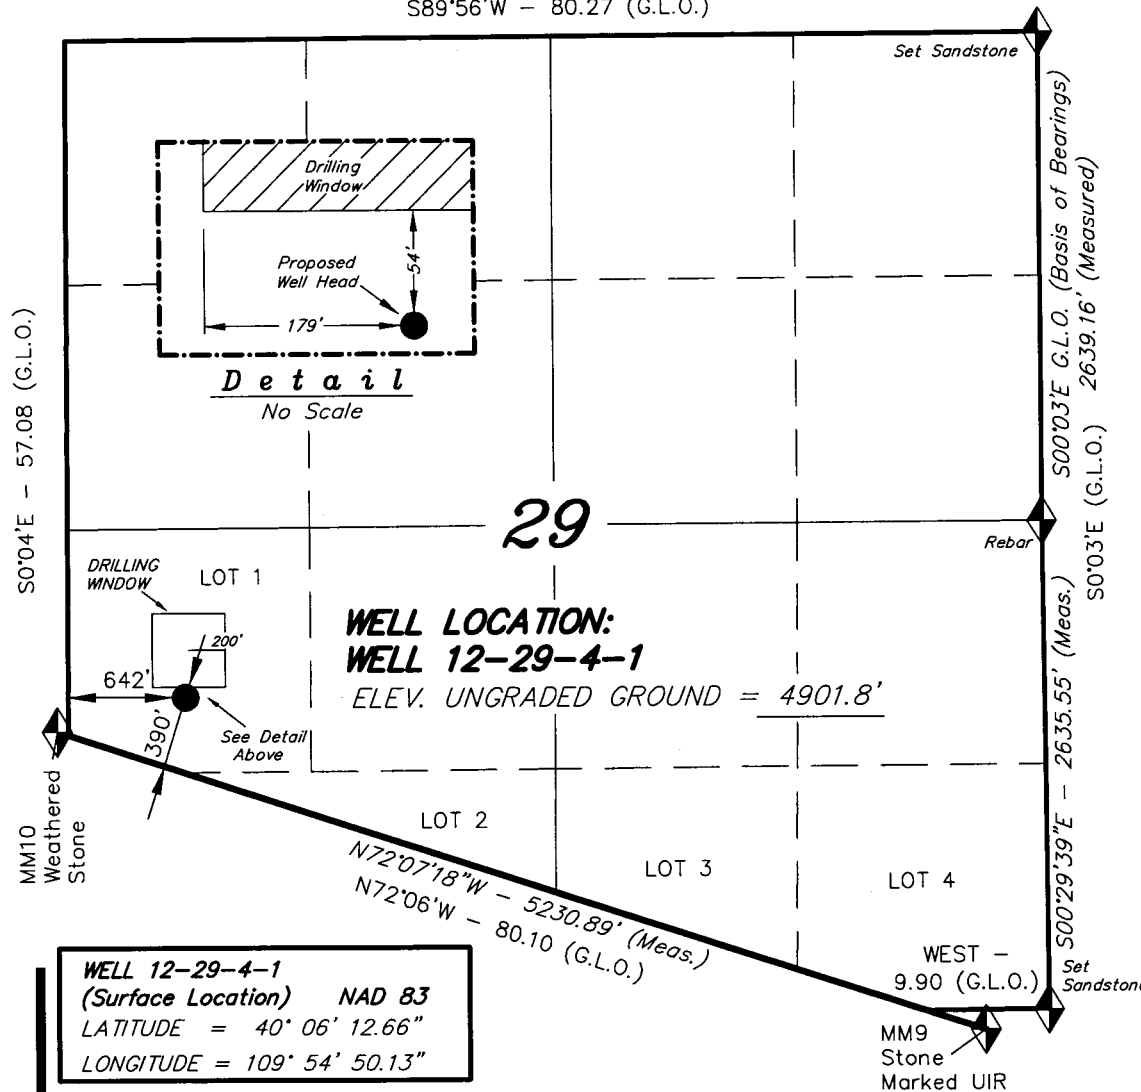 S89°56'W - 80.27 (G.L.O.)
Set Sandstone
Drilling
Window
Proposed
Well Head
54'
179'
Detail
No Scale
S0°04'E - 57.08 (G.L.O.)
S00°03'E G.L.O. (Basis of Bearings)
2639.16' (Measured)
S0°03'E (G.L.O.)
29
Rebar
DRILLING
WINDOW
LOT 1
200'
642'
390'
See Detail
Above
WELL LOCATION:
WELL 12-29-4-1
ELEV. UNGRADED GROUND = 4901.8'
S00°29'39"E - 2635.55' (Meas.)
MM10
Weathered
Stone
LOT 2
LOT 3
LOT 4
N72°07'18"W - 5230.89' (Meas.)
N72°06'W - 80.10 (G.L.O.)
WEST -
9.90 (G.L.O.)
Set
Sandstone
MM9
Stone
Marked UIR
WELL 12-29-4-1
(Surface Location) NAD 83
LATITUDE = 40° 06' 12.66"
LONGITUDE = 109° 54' 50.13"